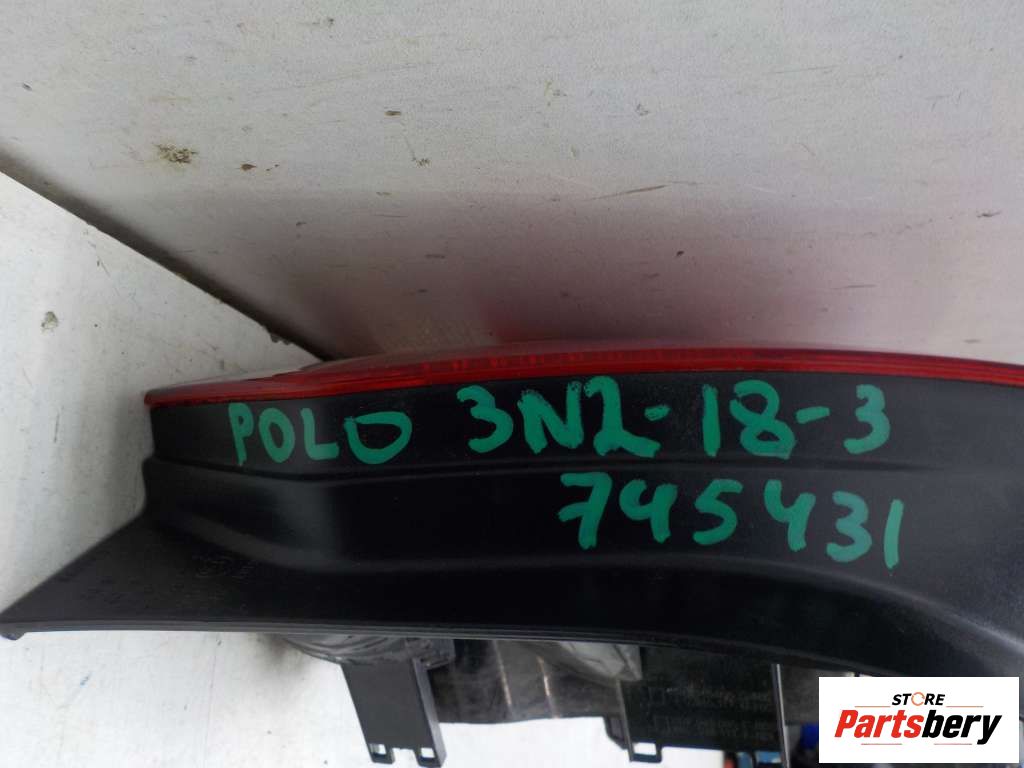 POLO 3N2-18-3
745431
STORE
Partsbery